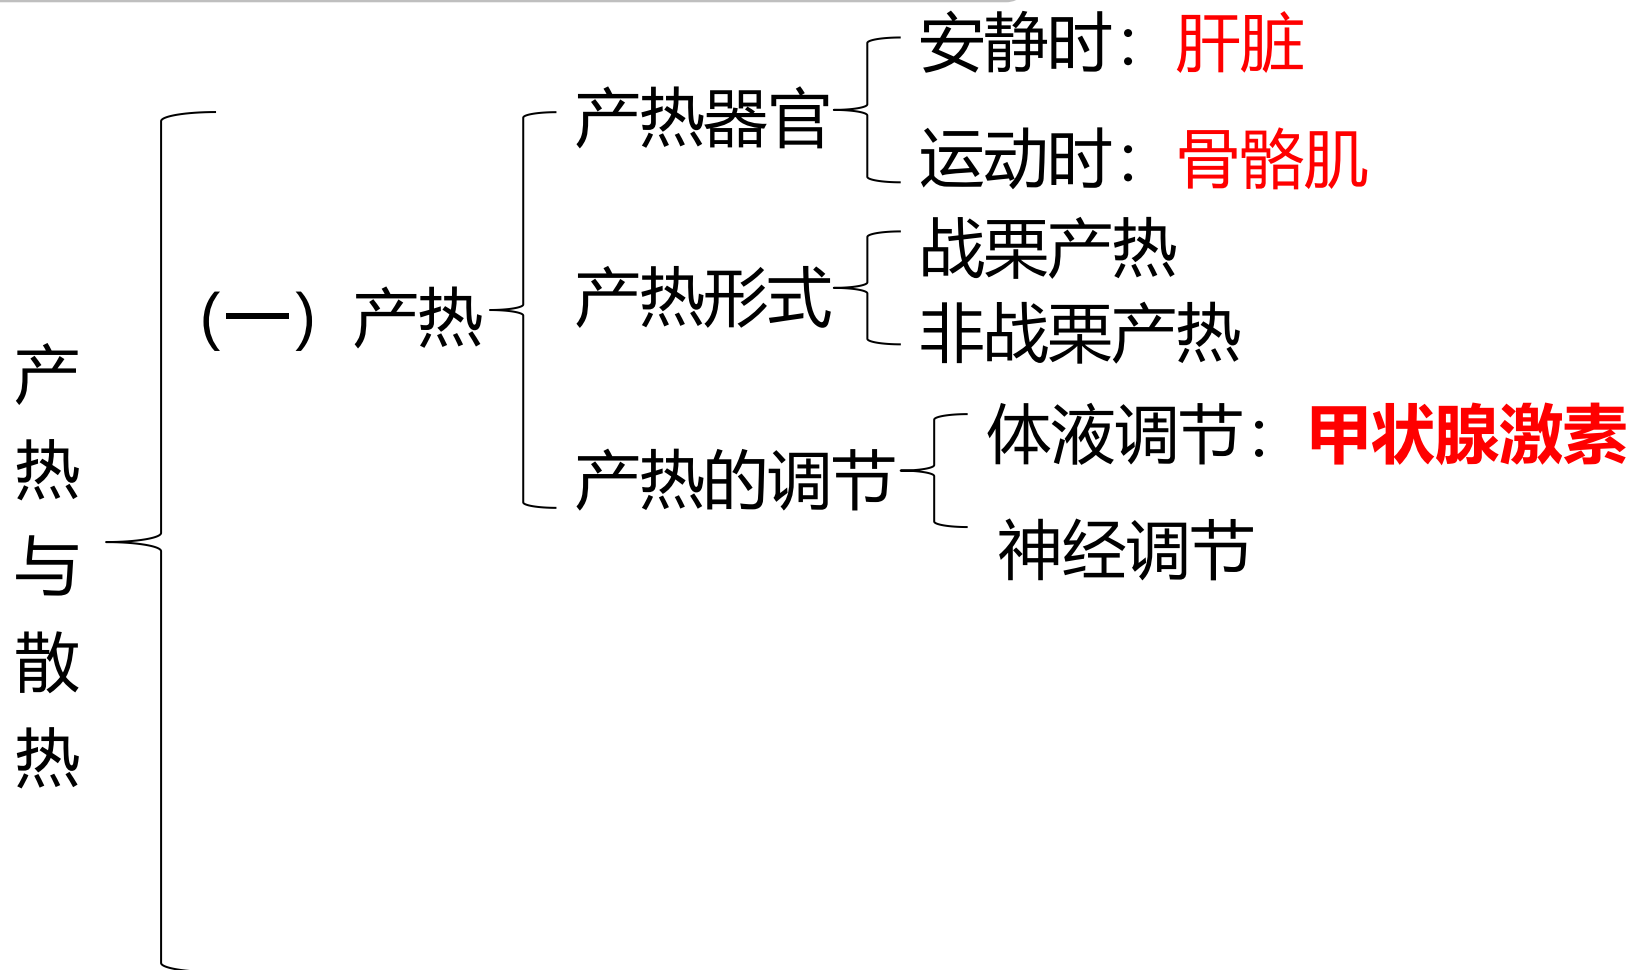 产热与散热
（一）产热
产热器官
安静时：肝脏
运动时：骨骼肌
产热形式
战栗产热
非战栗产热
产热的调节
体液调节：甲状腺激素
神经调节